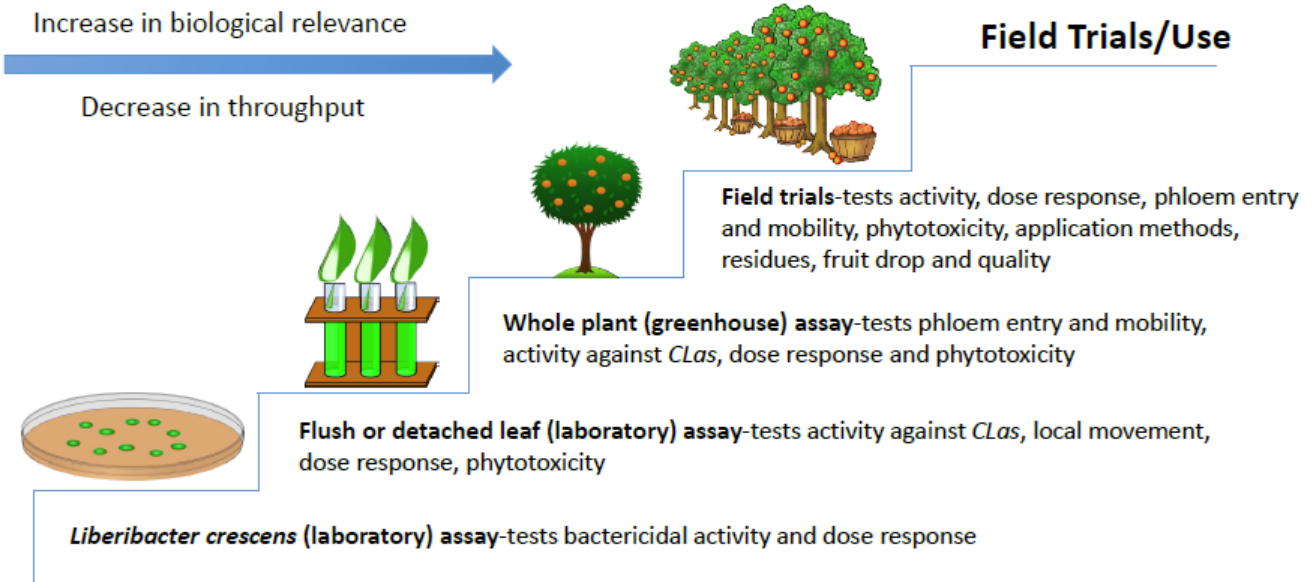 Increase in biological relevance
Decrease in throughput
Field Trials/Use
Field trials-tests activity, dose response, phloem entry
and mobility, phytotoxicity, application methods,
residues, fruit drop and quality
Whole plant (greenhouse) assay-tests phloem entry and mobility,
activity against CLas, dose response and phytotoxicity
Flush or detached leaf (laboratory) assay-tests activity against CLas, local movement,
dose response, phytotoxicity
Liberibacter crescens (laboratory) assay-tests bactericidal activity and dose response